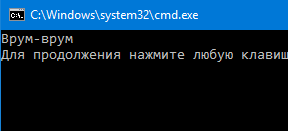 C:\Windows\system32\cmd.exe
Врум-врум
Для продолжения нажмите любую клавиш